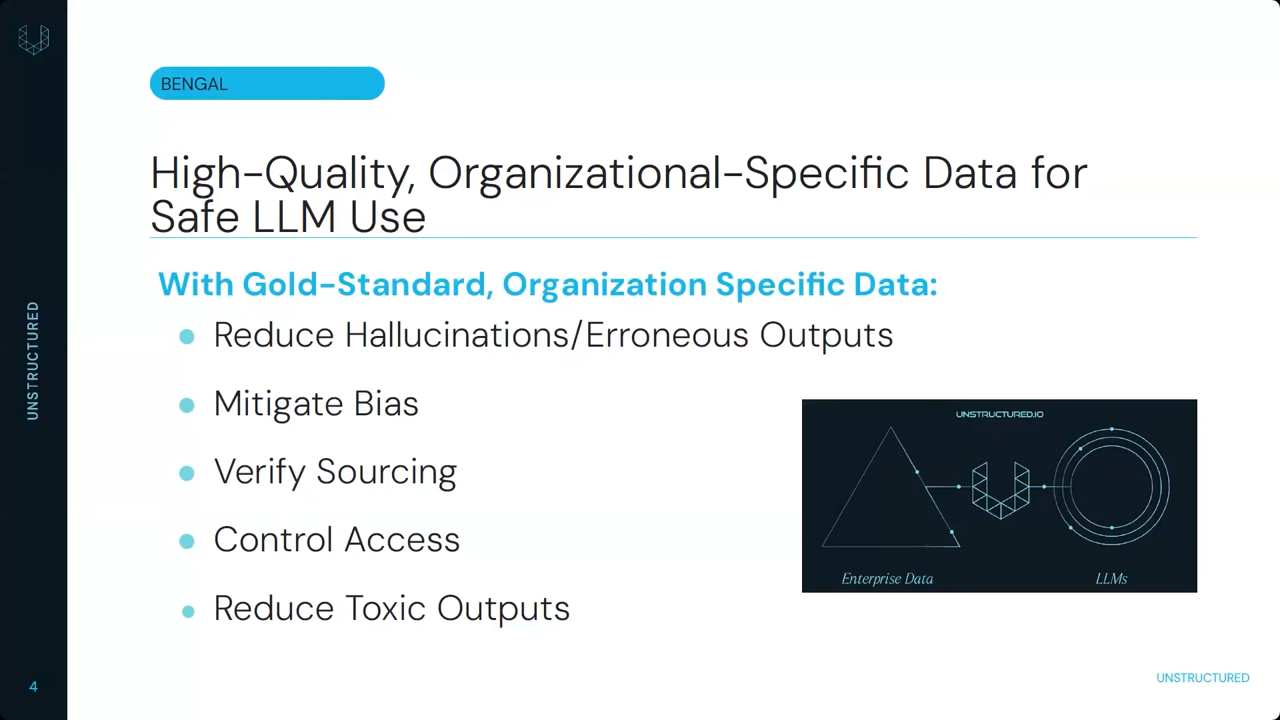 BENGAL
High-Quality, Organizational-Specific Data for
Safe LLM Use
With Gold-Standard, Organization Specific Data:
Reduce Hallucinations/Erroneous Outputs
Mitigate Bias
Verify Sourcing
Control Access
Reduce Toxic Outputs
UNSTRUCTURED.IO
Enterprise Data
LLMs
UNSTRUCTURED
4
UNSTRUCTURED